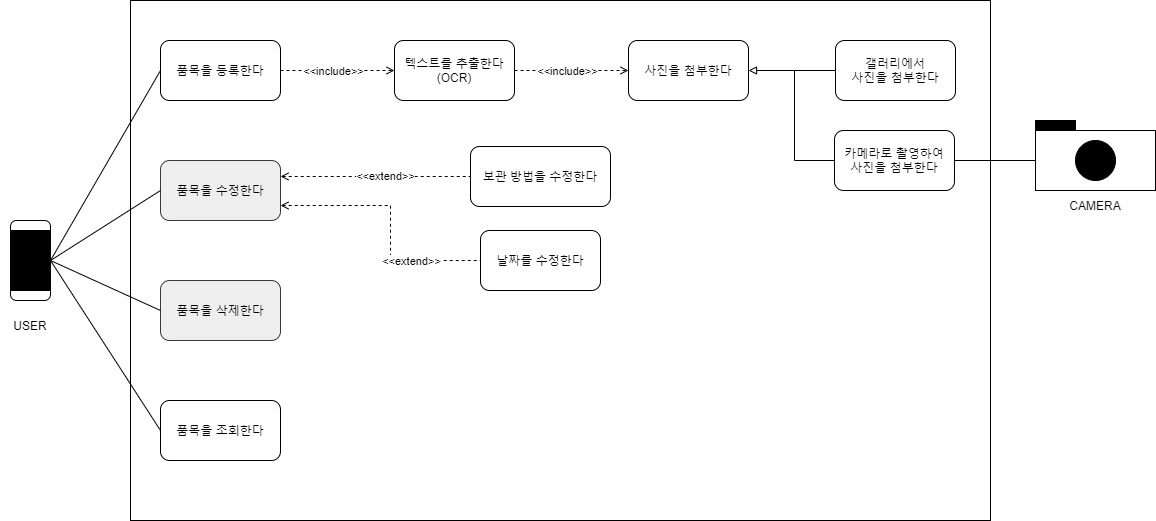 품목을 등록한다
<<include>>
텍스트를 추출한다
(OCR)
<<include>>
사진을 첨부한다
갤러리에서
사진을 첨부한다
카메라로 촬영하여
사진을 첨부한다
CAMERA
품목을 수정한다
<<extend>>
보관 방법을 수정한다
<<extend>>
날짜를 수정한다
USER
품목을 삭제한다
품목을 조회한다